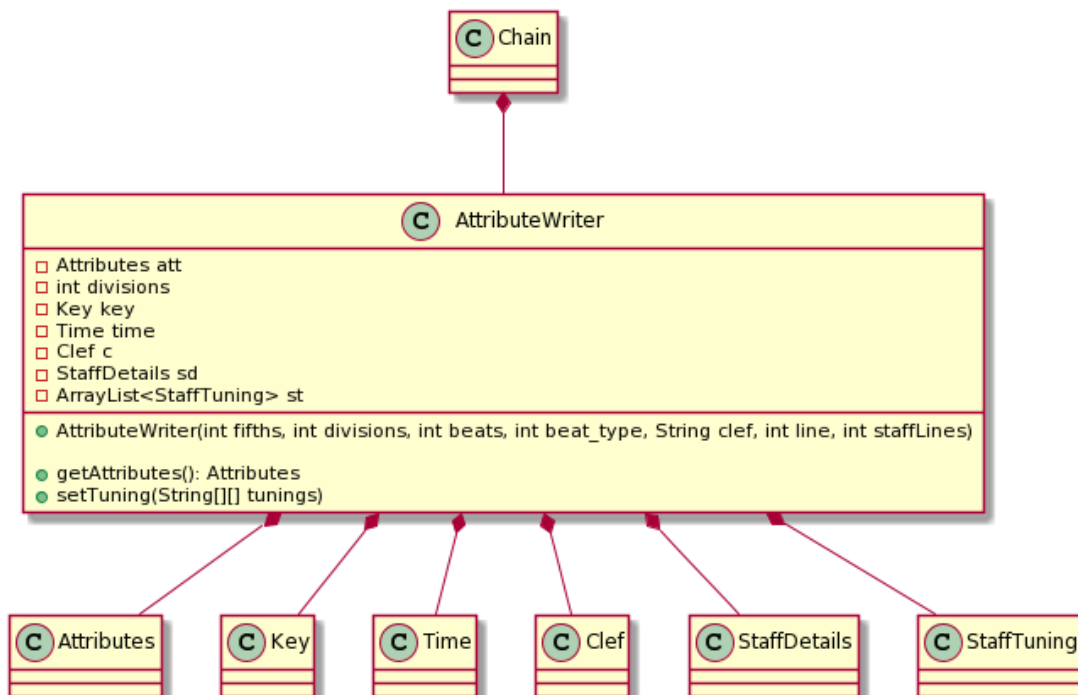 C Chain
C AttributeWriter
Attributes att
int divisions
Key key
Time time
Clef c
StaffDetails sd
ArrayList<StaffTuning> st
AttributeWriter(int fifths, int divisions, int beats, int beat_type, String clef, int line, int staffLines)
getAttributes(): Attributes
setTuning(String[][] tunings)
C Attributes C Key C Time C Clef C StaffDetails C StaffTuning